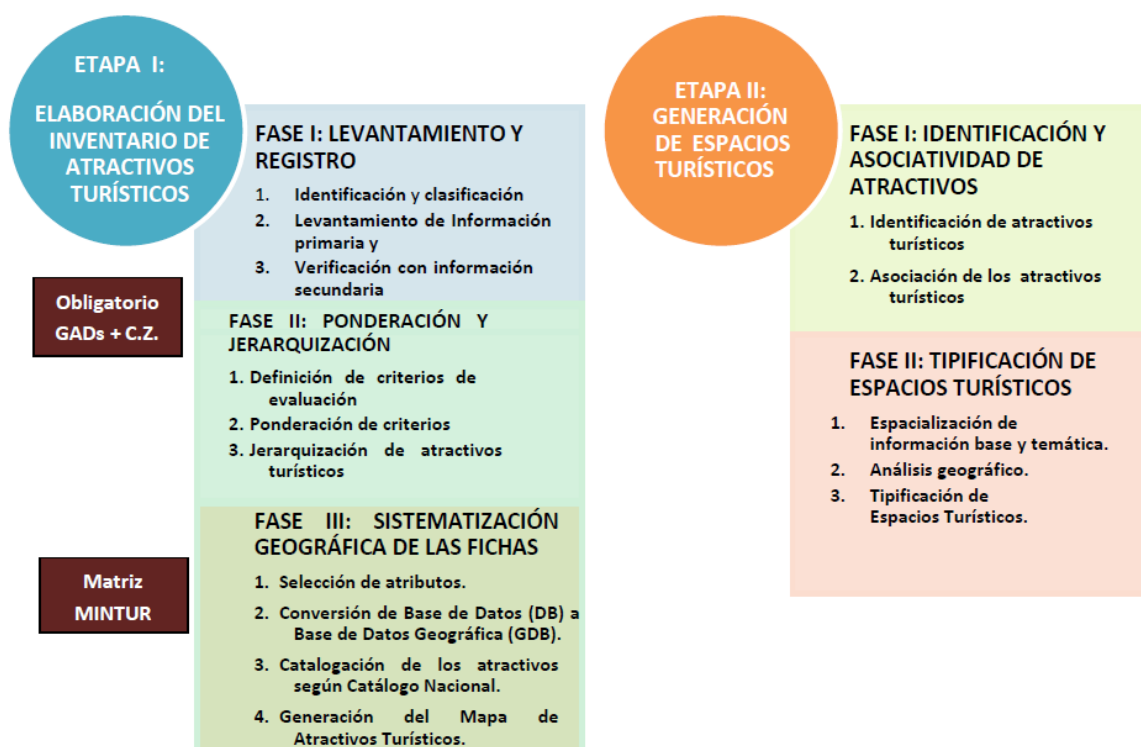 ETAPA I:
ELABORACIÓN DEL
INVENTARIO DE
ATRACTIVOS
TURÍSTICOS
FASE I: LEVANTAMIENTO Y
REGISTRO
1. Identificación y clasificación
2. Levantamiento de Información
primaria y
3. Verificación con información
secundaria
Obligatorio
GADs + C.Z.
FASE II: PONDERACIÓN Y
JERARQUIZACIÓN
1. Definición de criterios de
evaluación
2. Ponderación de criterios
3. Jerarquización de atractivos
turísticos
Matriz
MINTUR
FASE III: SISTEMATIZACIÓN
GEOGRÁFICA DE LAS FICHAS
1. Selección de atributos.
2. Conversión de Base de Datos (DB) a
Base de Datos Geográfica (GDB).
3. Catalogación de los atractivos
según Catálogo Nacional.
4. Generación del Mapa de
Atractivos Turísticos.
ETAPA II:
GENERACIÓN
DE ESPACIOS
TURÍSTICOS
FASE I: IDENTIFICACIÓN Y
ASOCIATIVIDAD DE
ATRACTIVOS
1. Identificación de atractivos
turísticos
2. Asociación de los atractivos
turísticos
FASE II: TIPIFICACIÓN DE
ESPACIOS TURÍSTICOS
1. Espacialización de
información base y temática.
2. Análisis geográfico.
3. Tipificación de
Espacios Turísticos.